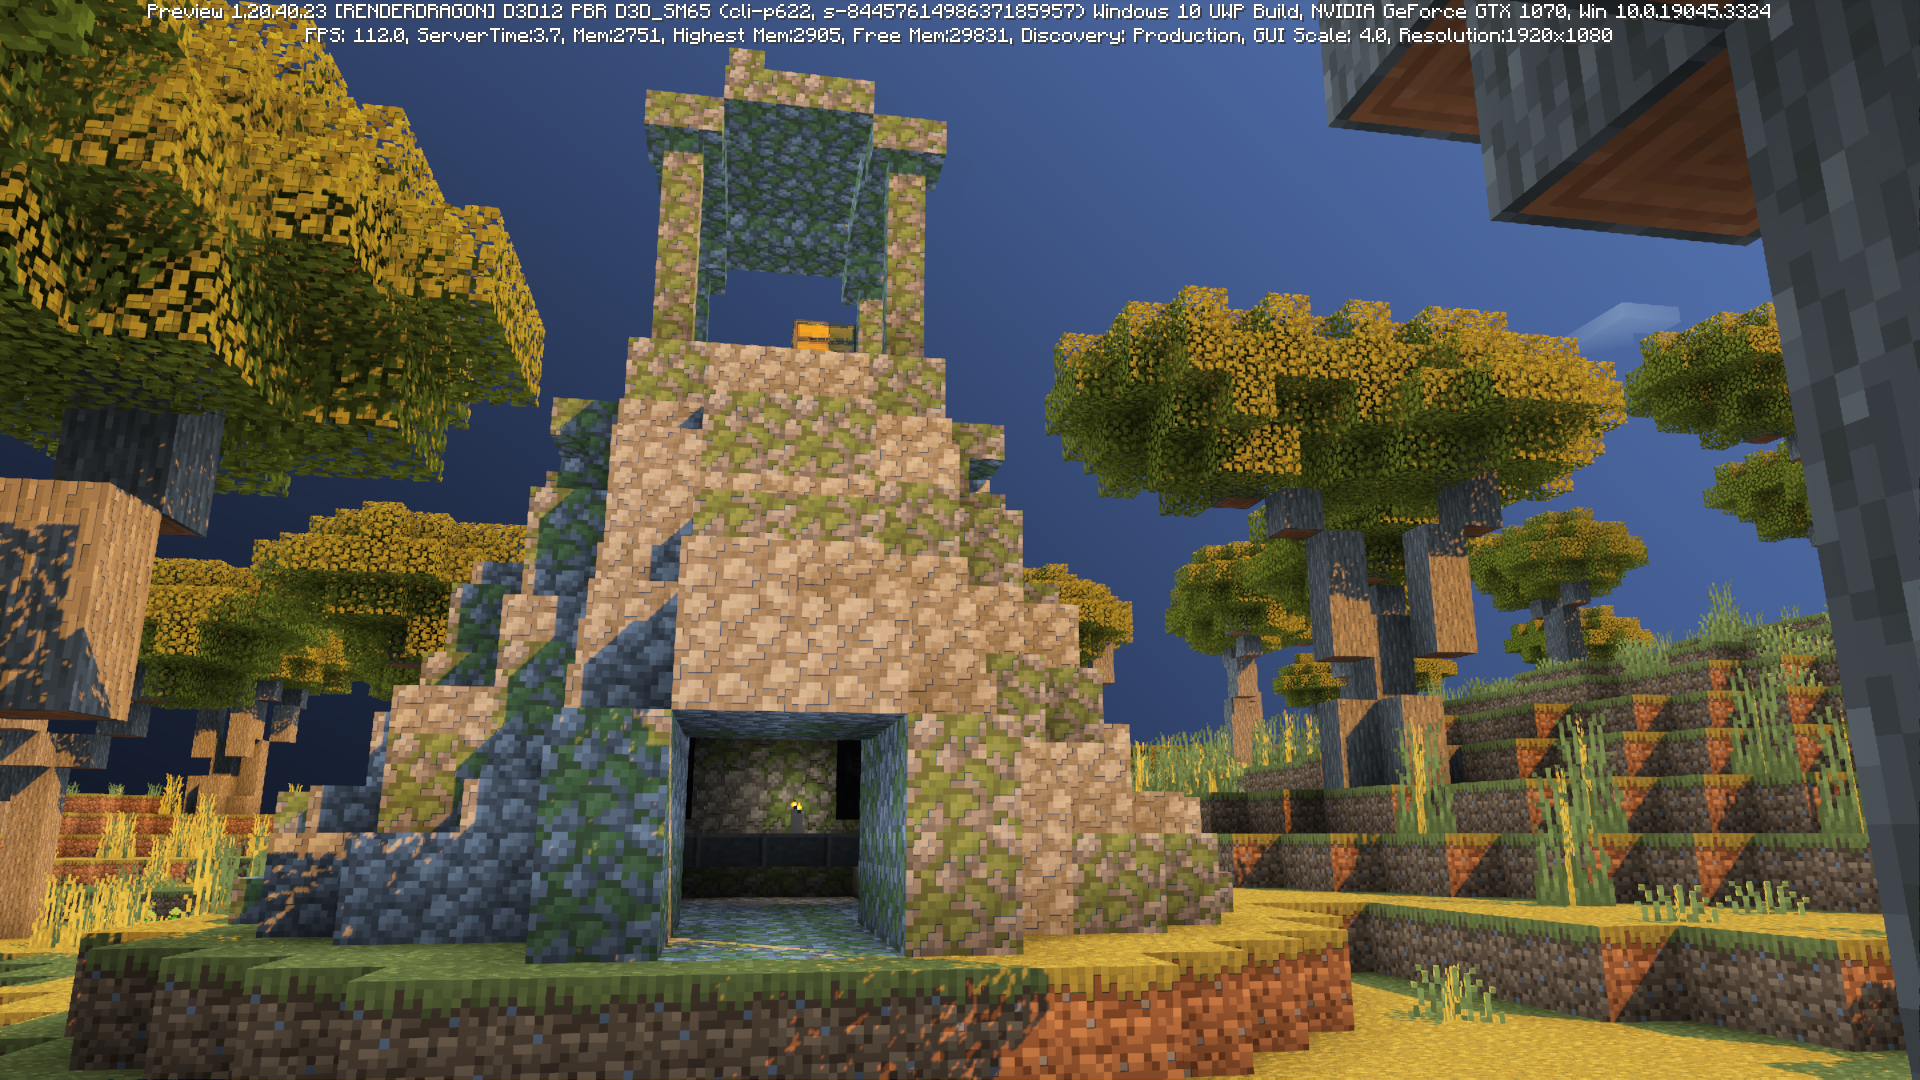 Preview 1.20.40.23 [RENDERDRAGON] D3D12 PBR D3D_SM65 (cli-p622, s-8445761498637185957) Windows 10 UWP Build, NVIDIA GeForce GTX 1070, Win 10.0.19045.3324
FPS: 112.0, ServerTime:3.7, Mem:2751, Highest Mem:2905, Free Mem:29831, Discovery: Production, GUI Scale: 4.0, Resolution:1920x1080